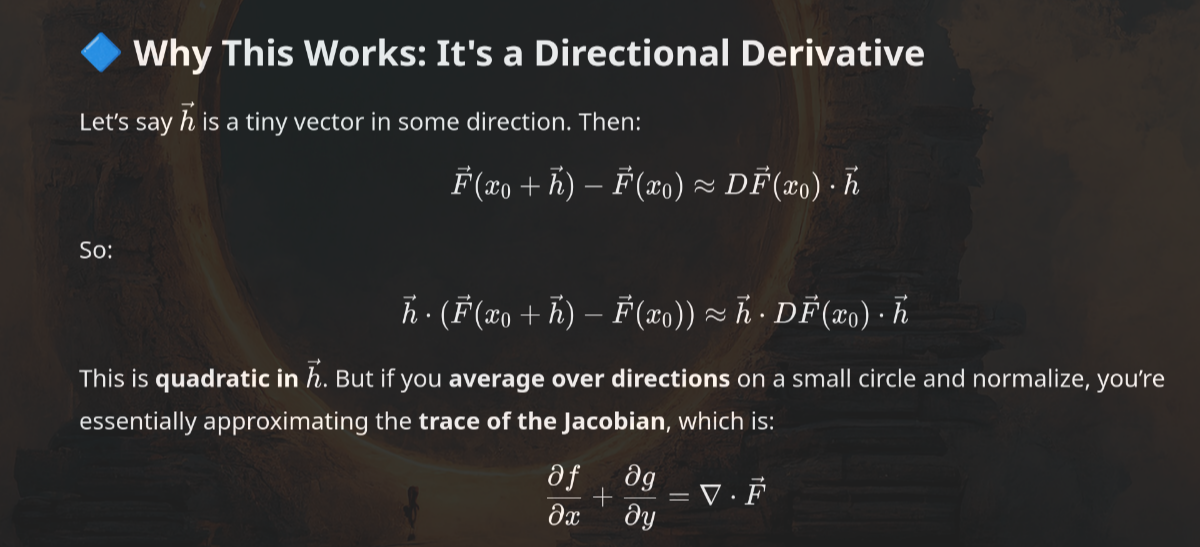 🔷 Why This Works: It's a Directional Derivative
Let's say $\vec{h}$ is a tiny vector in some direction. Then:
$\vec{F}(x_0 + \vec{h}) - \vec{F}(x_0) \approx D\vec{F}(x_0) \cdot \vec{h}$
So:
$\vec{h} \cdot (\vec{F}(x_0 + \vec{h}) - \vec{F}(x_0)) \approx \vec{h} \cdot D\vec{F}(x_0) \cdot \vec{h}$
This is quadratic in $\vec{h}$. But if you average over directions on a small circle and normalize, you're
essentially approximating the trace of the Jacobian, which is:
$\frac{\partial f}{\partial x} + \frac{\partial g}{\partial y} = \nabla \cdot \vec{F}$